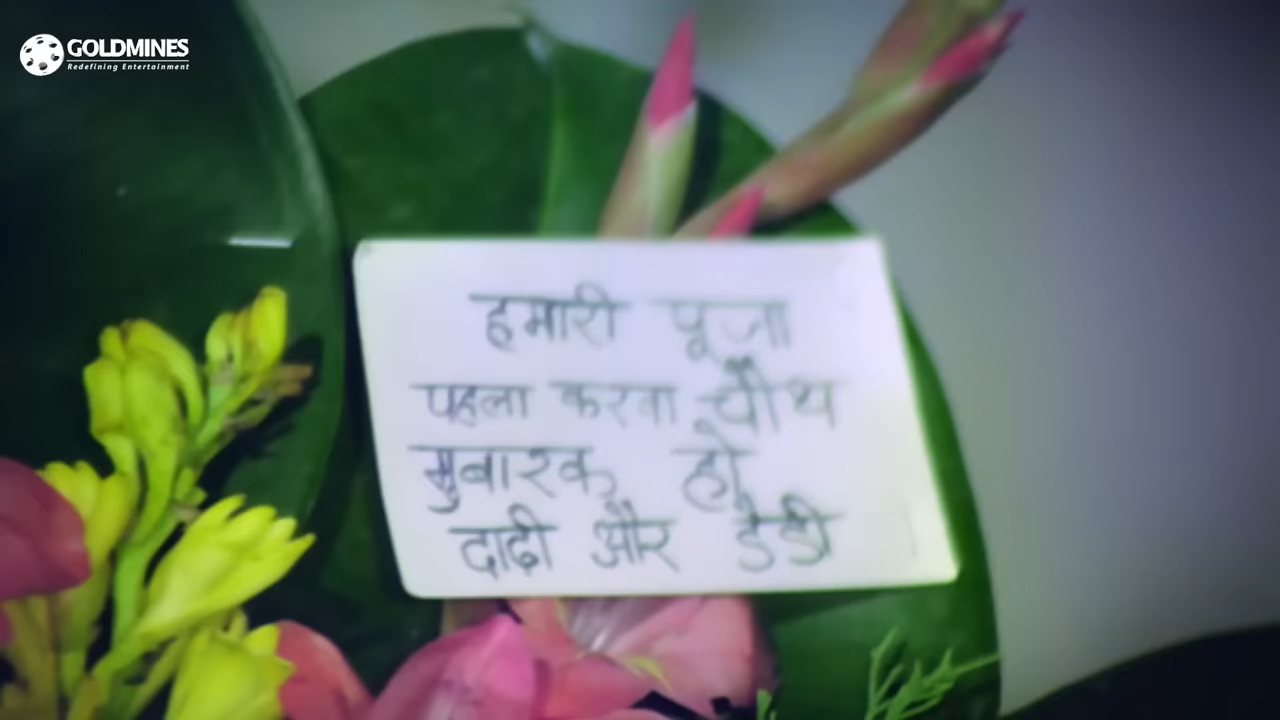 GOLDMINES
Redefining Entertainment
हमारी पूजा
पहला करवा चौथ
मुबारक हो
दादी और डेडी